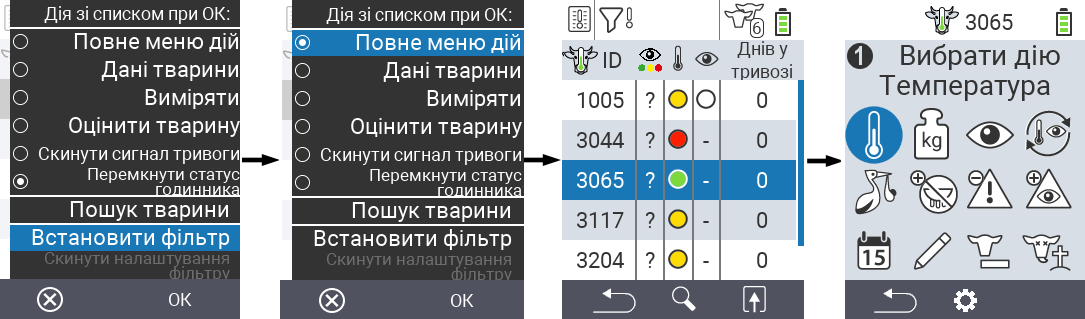 Дія зі списком при ОК:
Повне меню дій
Дані тварини
Виміряти
Оцінити тварину
Скинути сигнал тривоги
Перемкнути статус
годинника
Пошук тварини
Встановити фільтр
Скинути налаштування
фільтру
ОК
Дія зі списком при ОК:
Повне меню дій
Дані тварини
Виміряти
Оцінити тварину
Скинути сигнал тривоги
Перемкнути статус
годинника
Пошук тварини
Встановити фільтр
Скинути налаштування
фільтру
ОК
6
ID Днів у
тривозі
1005 ? 0
3044 ? - 0
3065 ? - 0
3117 ? - 0
3204 ? - 0
3065
1 Вибрати дію
Температура
kg
15